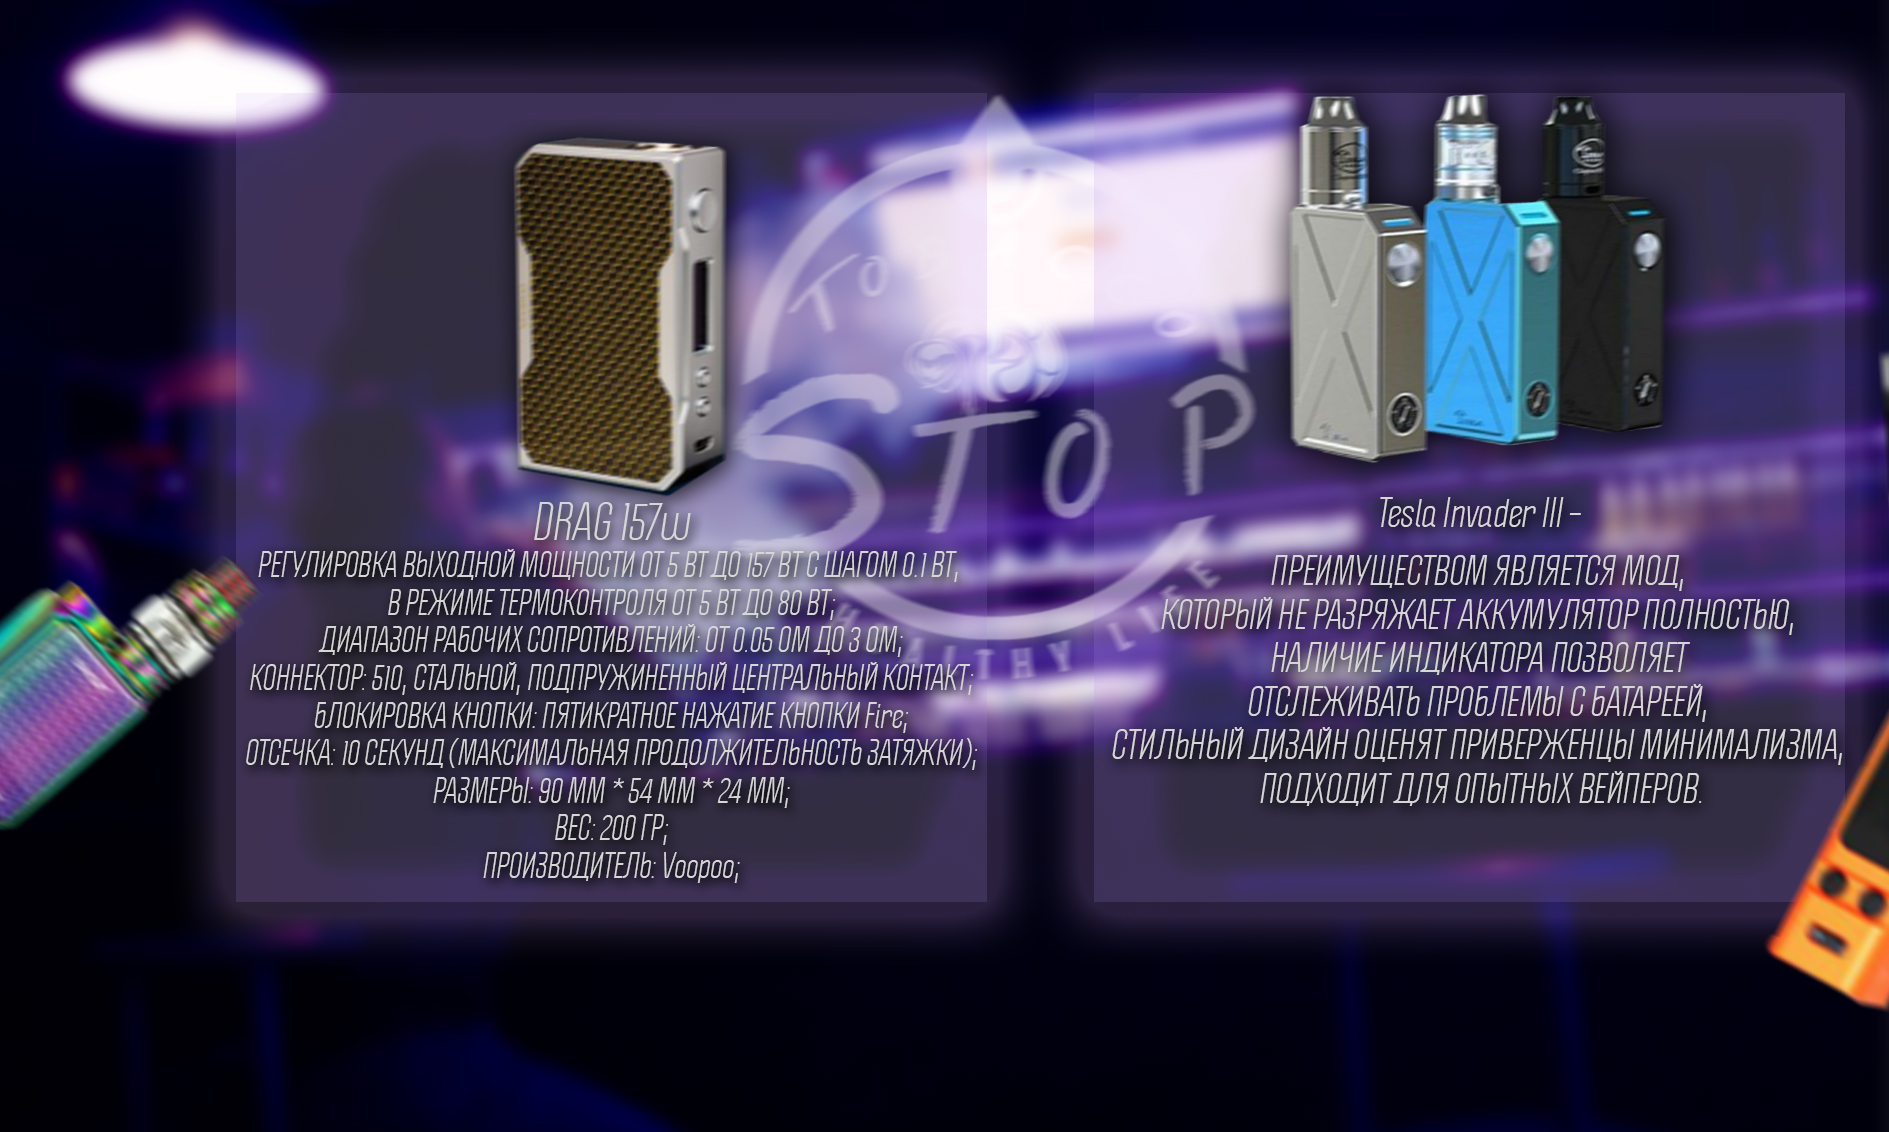 DRAG 157w
РЕГУЛИРОВКА ВЫХОДНОЙ МОЩНОСТИ ОТ 5 ВТ ДО 157 ВТ С ШАГОМ 0.1 ВТ,
В РЕЖИМЕ ТЕРМОКОНТРОЛЯ ОТ 5 ВТ ДО 80 ВТ;
ДИАПАЗОН РАБОЧИХ СОПРОТИВЛЕНИЙ: ОТ 0.05 ОМ ДО 3 ОМ;
КОННЕКТОР: 510, СТАЛЬНОЙ, ПОДПРУЖИНЕННЫЙ ЦЕНТРАЛЬНЫЙ КОНТАКТ;
БЛОКИРОВКА КНОПКИ: ПЯТИКРАТНОЕ НАЖАТИЕ КНОПКИ Fire;
ОТСЕЧКА: 10 СЕКУНД (МАКСИМАЛЬНАЯ ПРОДОЛЖИТЕЛЬНОСТЬ ЗАТЯЖКИ);
РАЗМЕРЫ: 90 ММ * 54 ММ * 24 ММ;
ВЕС: 200 ГР;
ПРОИЗВОДИТЕЛЬ: Voopoo;
STOP
LIFE
Tesla Invader III –
ПРЕИМУЩЕСТВОМ ЯВЛЯЕТСЯ МОД,
КОТОРЫЙ НЕ РАЗРЯЖАЕТ АККУМУЛЯТОР ПОЛНОСТЬЮ,
НАЛИЧИЕ ИНДИКАТОРА ПОЗВОЛЯЕТ
ОТСЛЕЖИВАТЬ ПРОБЛЕМЫ С БАТАРЕЕЙ,
СТИЛЬНЫЙ ДИЗАЙН ОЦЕНЯТ ПРИВЕРЖЕНЦЫ МИНИМАЛИЗМА,
ПОДХОДИТ ДЛЯ ОПЫТНЫХ ВЕЙПЕРОВ.